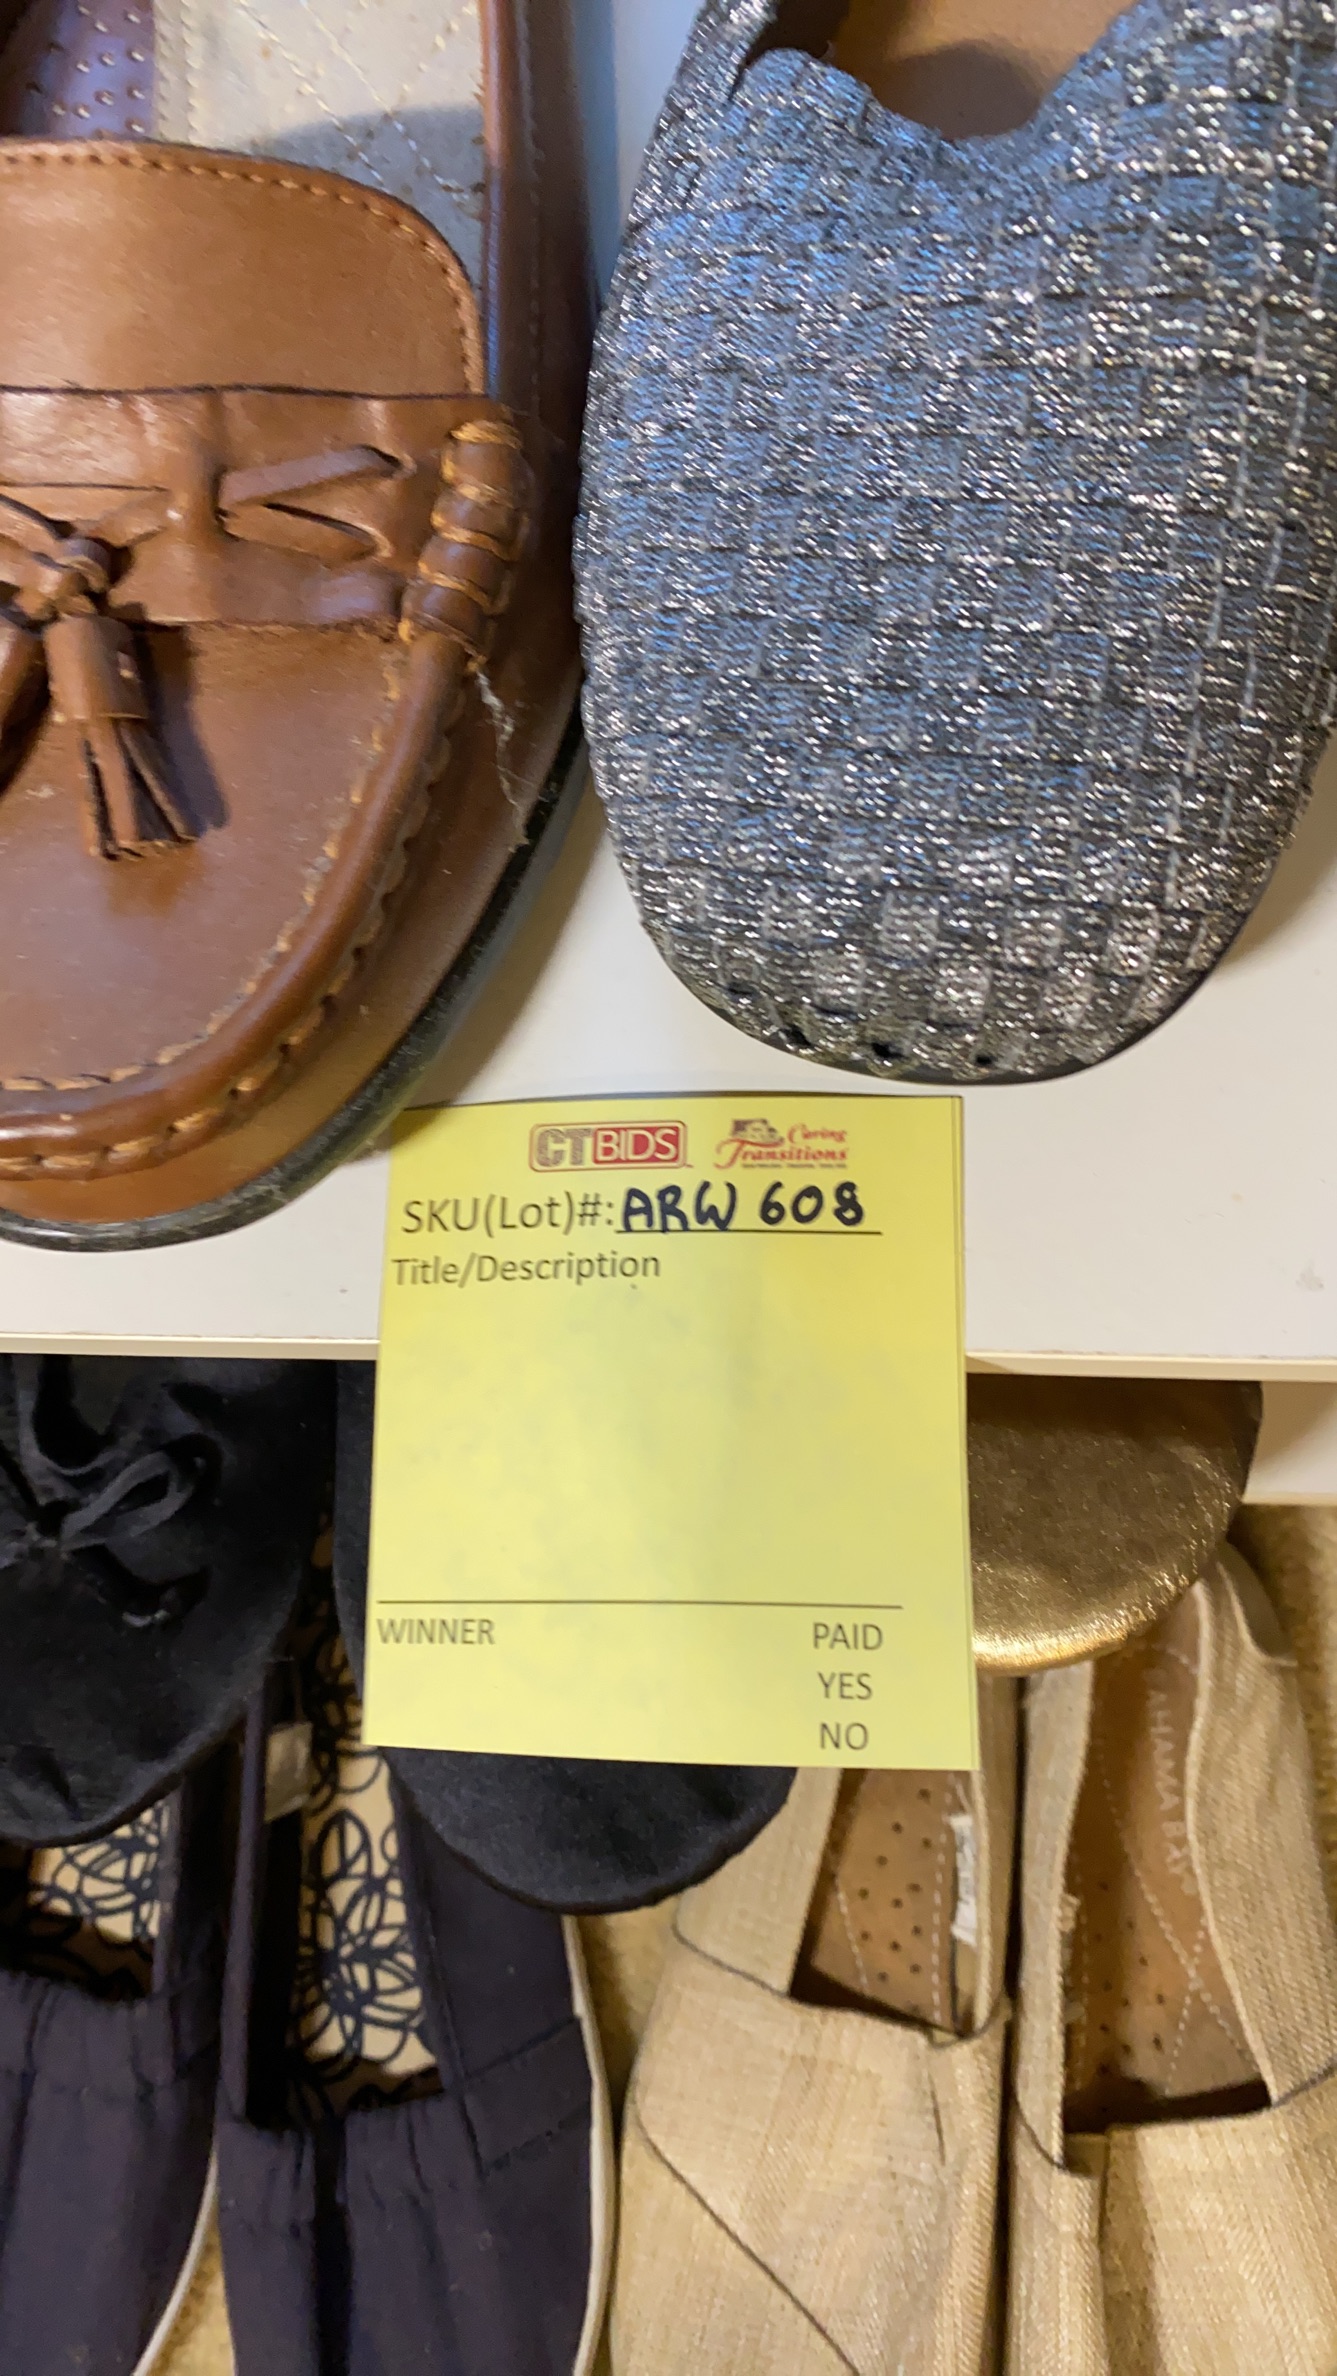 CTBIDS Caring Transitions
SKU(Lot)#: ARW 608
Title/Description
WINNER PAID
YES
NO